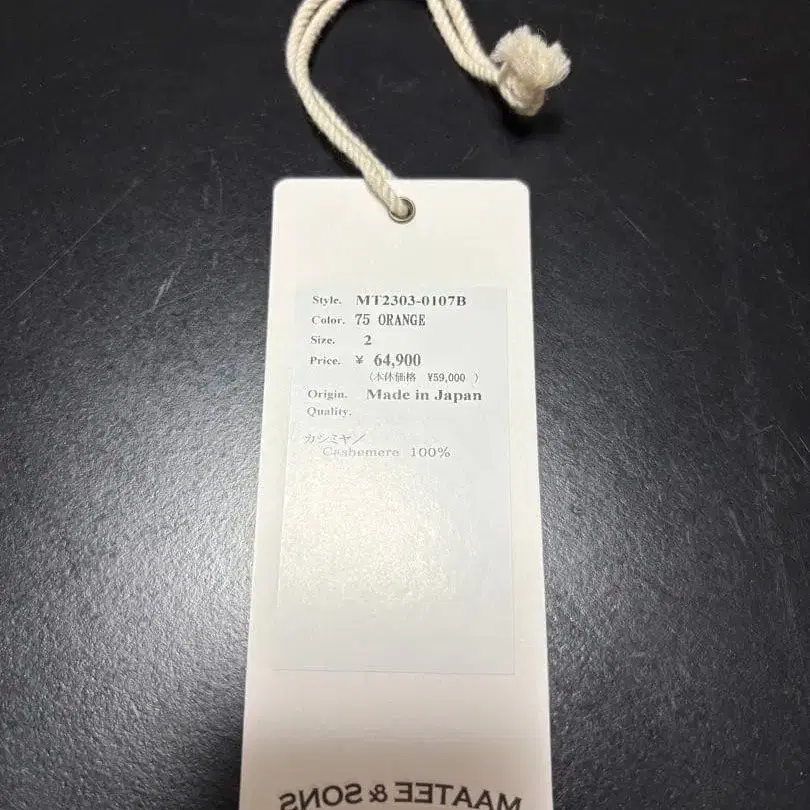 Style. MT2303-0107B
Color. 75 ORANGE
Size. 2
Price. ¥ 64,900
(本体価格 ¥59,000 )
Origin. Made in Japan
Quality.
カシミヤ/
Cashemere 100%
MAATEE & SONS